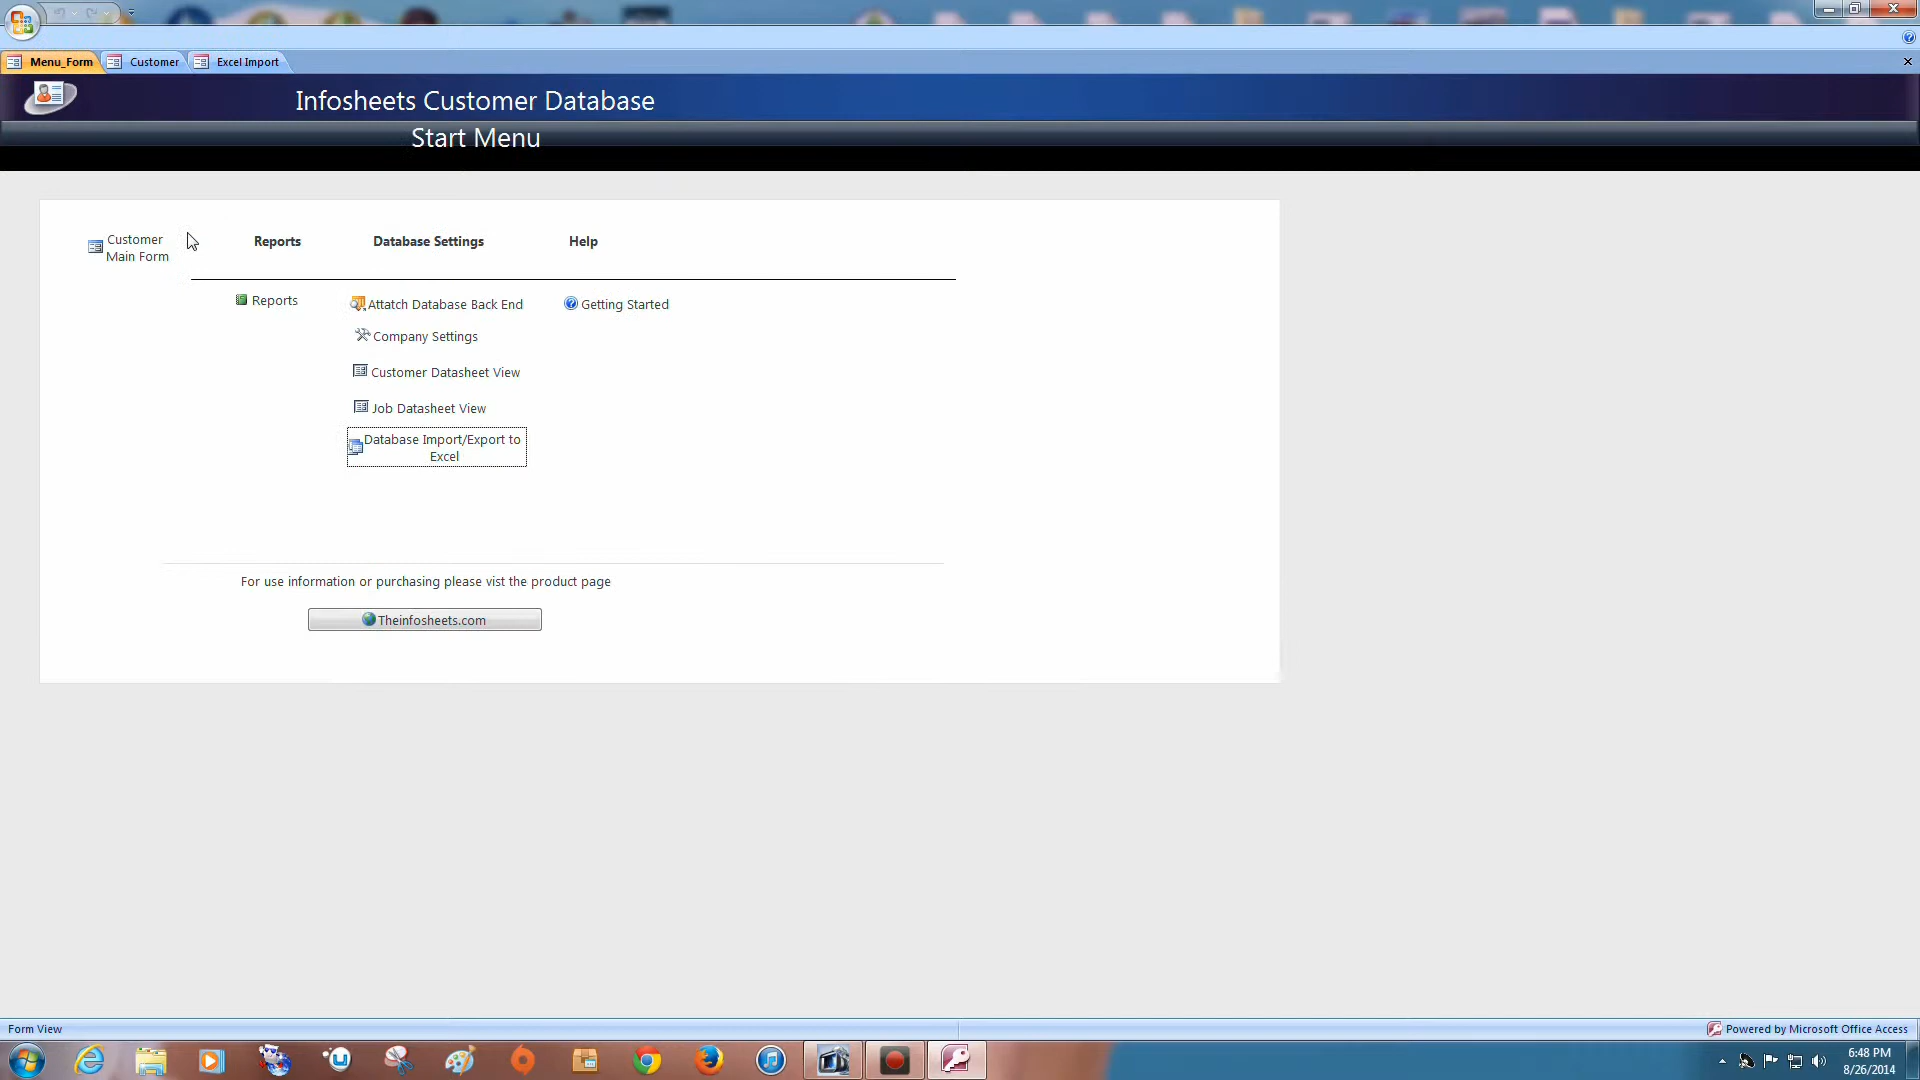 Menu_Form
Customer
Excel Import
Infosheets Customer Database
Start Menu
Customer
Main Form
Reports
Database Settings
Help
Reports
Attatch Database Back End
Getting Started
Company Settings
Customer Datasheet View
Job Datasheet View
Database Import/Export to
Excel
For use information or purchasing please vist the product page
Theinfosheets.com
Form View
Powered by Microsoft Office Access
6:48 PM
8/26/2014